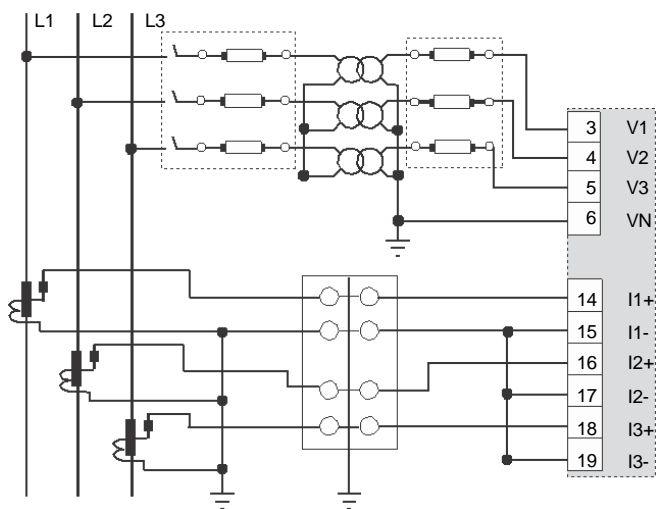 L1 L2 L3
3 V1
4 V2
5 V3
6 VN
14 I1+
15 I1-
16 I2+
17 I2-
18 I3+
19 I3-